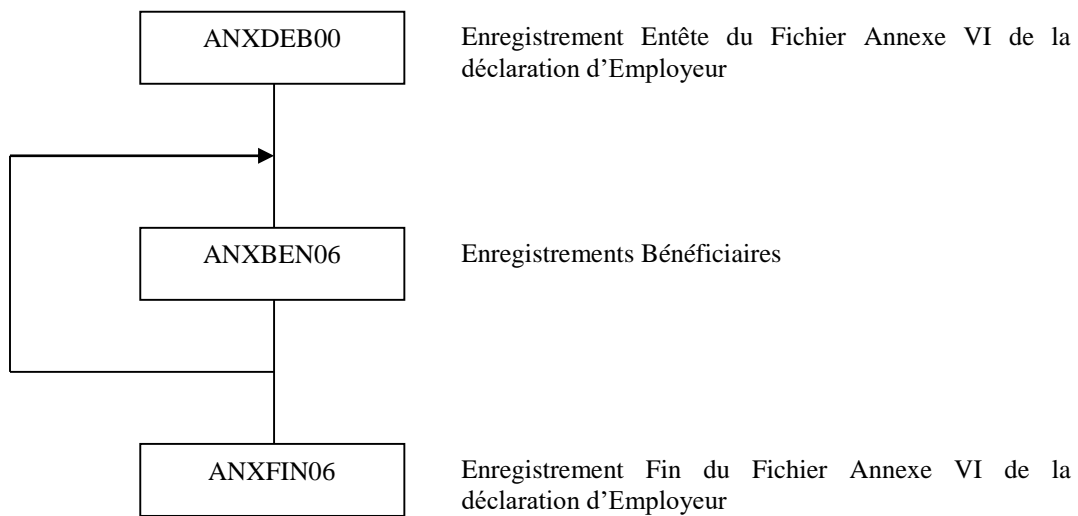 ANXDEB00
Enregistrement Entête du Fichier Annexe VI de la
déclaration d’Employeur
ANXBEN06
Enregistrements Bénéficiaires
ANXFIN06
Enregistrement Fin du Fichier Annexe VI de la
déclaration d’Employeur